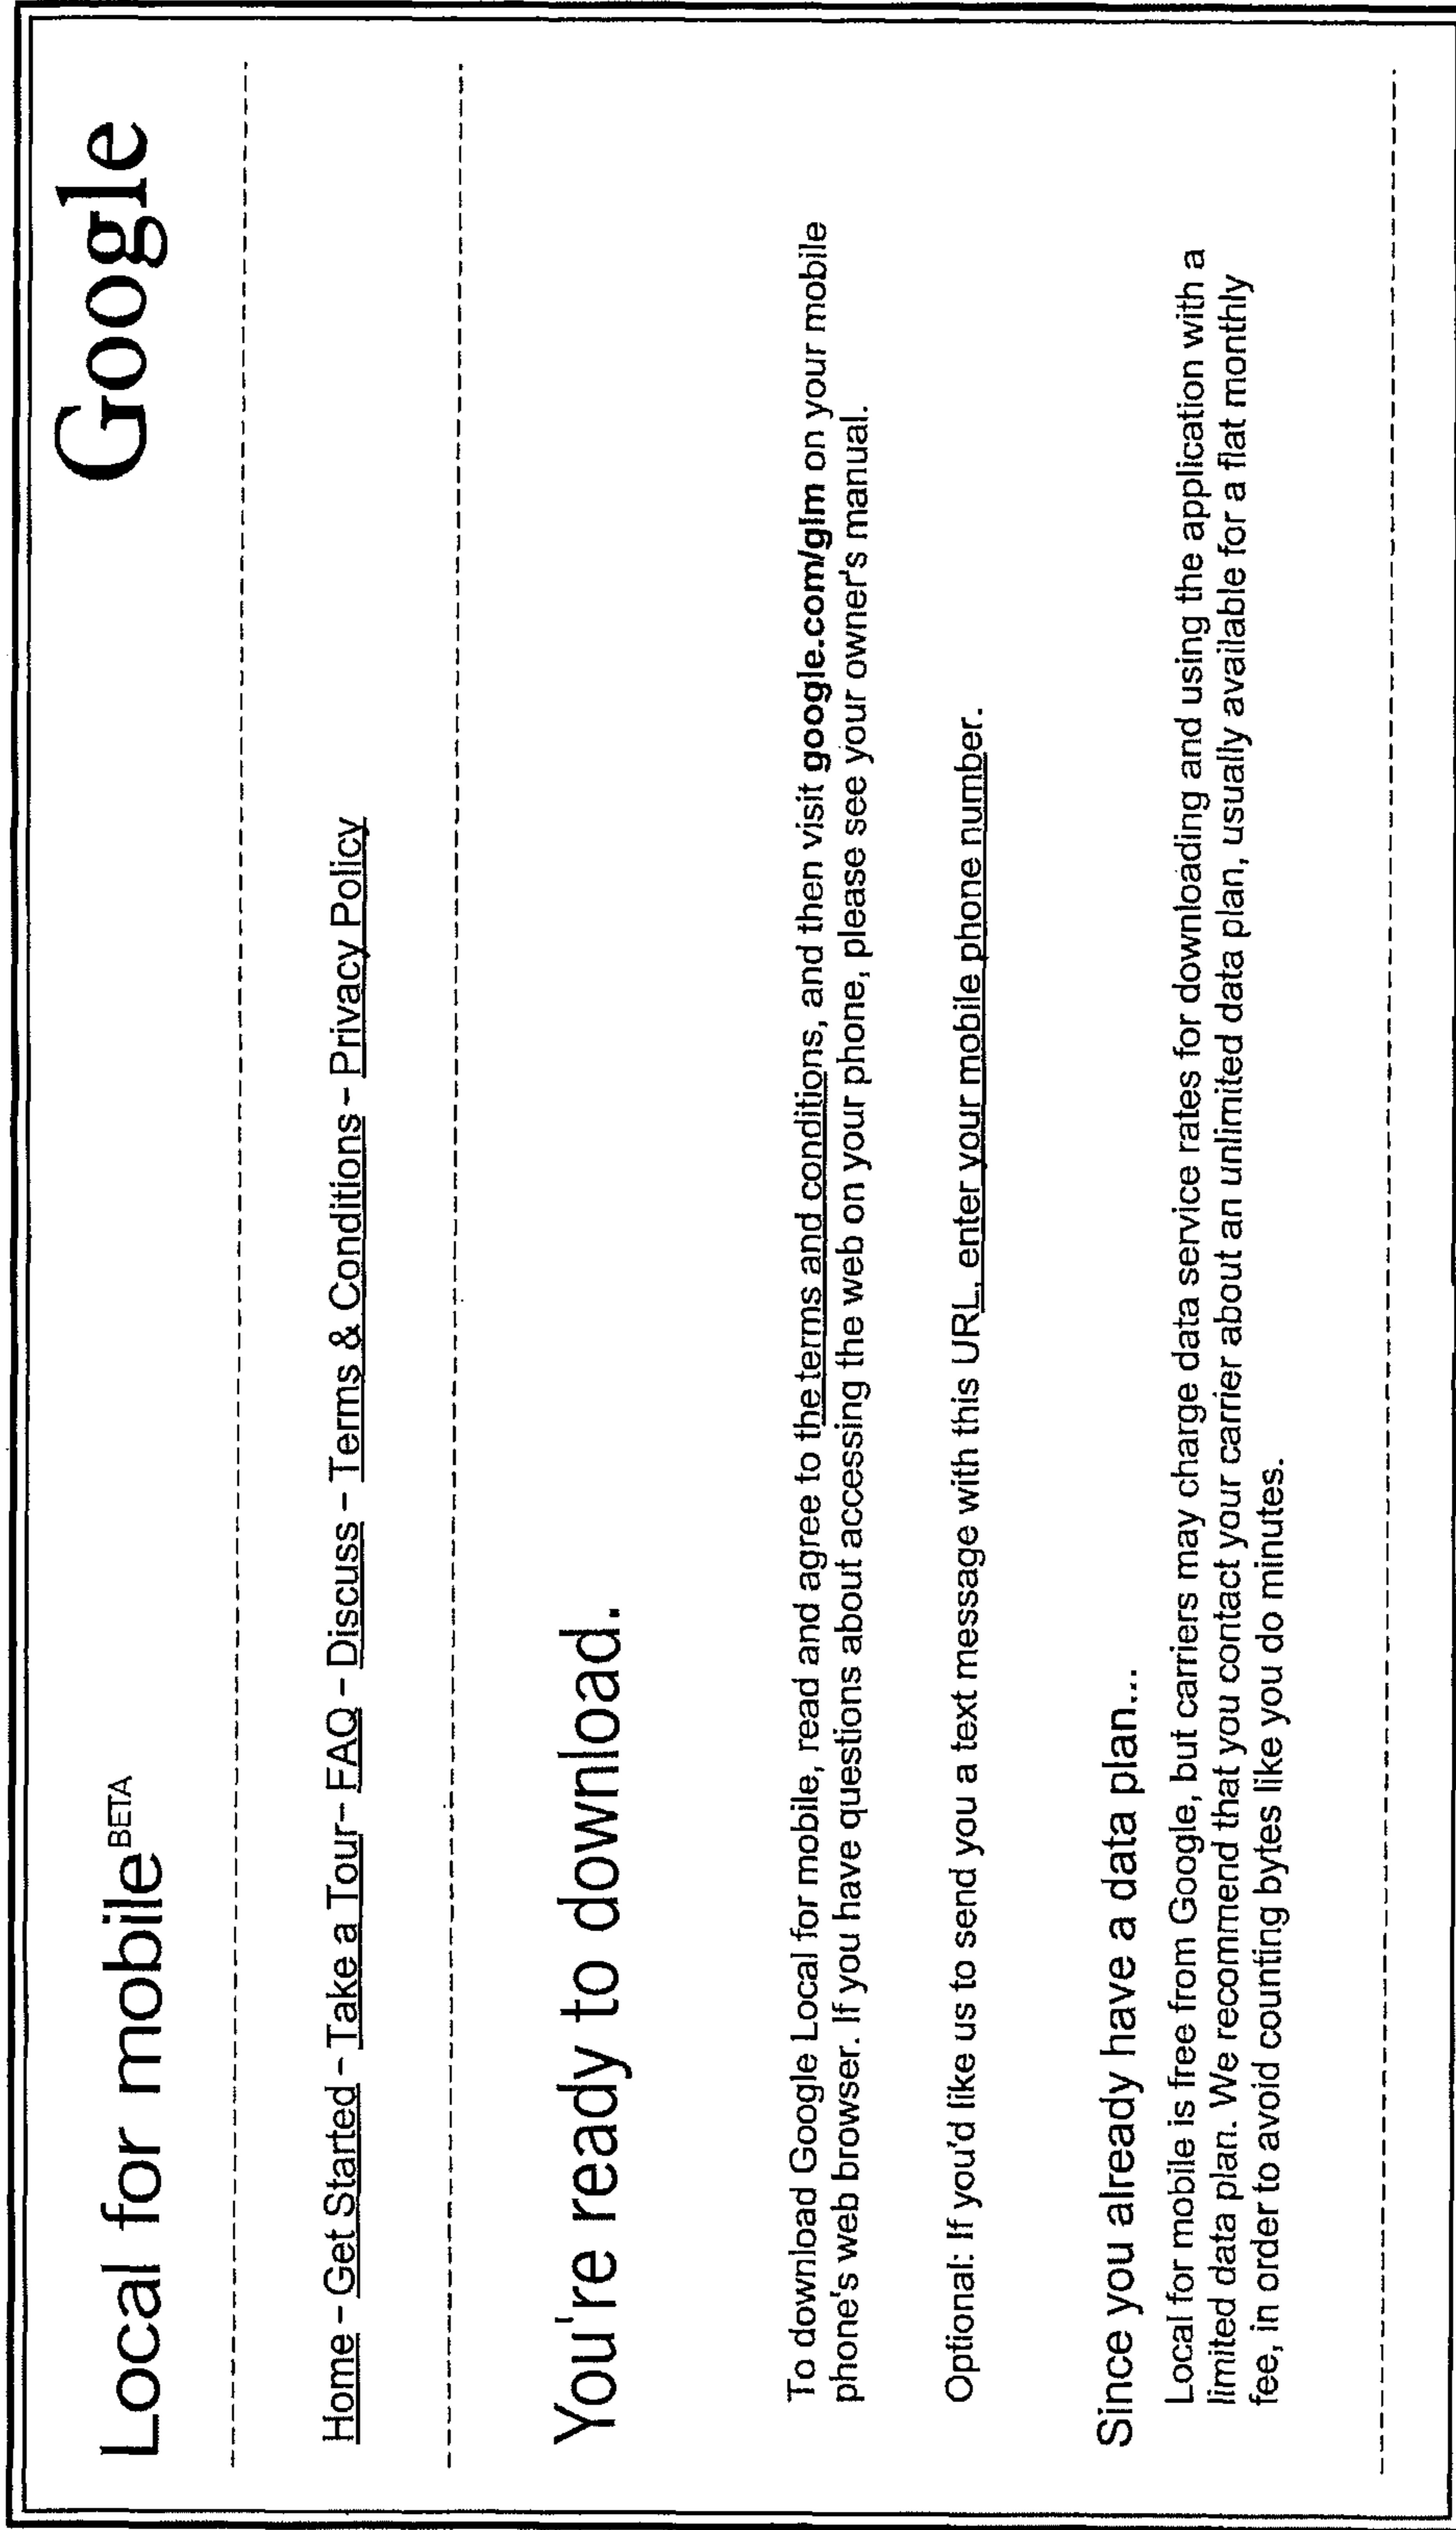 Local for mobile BETA Google
Home – Get Started – Take a Tour – FAQ – Discuss – Terms & Conditions – Privacy Policy
You're ready to download.
To download Google Local for mobile, read and agree to the terms and conditions, and then visit google.com/glm on your mobile
phone's web browser. If you have questions about accessing the web on your phone, please see your owner's manual.
Optional: If you'd like us to send you a text message with this URL, enter your mobile phone number.
Since you already have a data plan...
Local for mobile is free from Google, but carriers may charge data service rates for downloading and using the application with a
limited data plan. We recommend that you contact your carrier about an unlimited data plan, usually available for a flat monthly
fee, in order to avoid counting bytes like you do minutes.